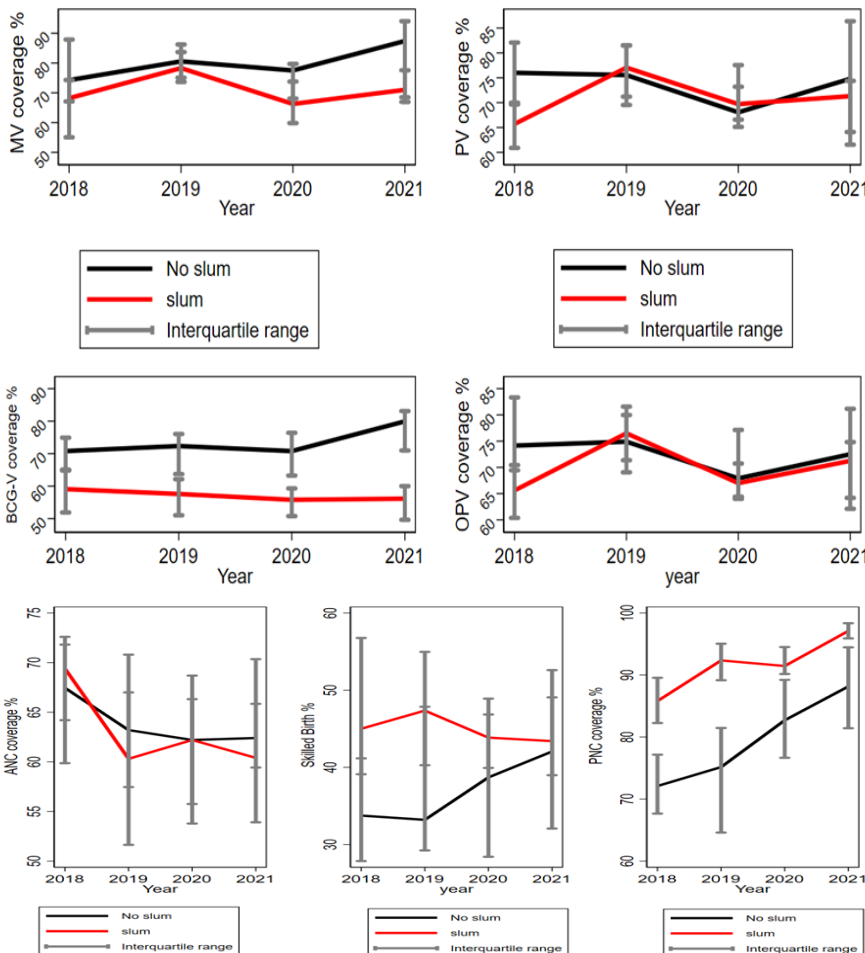 MV coverage %
90
80
70
60
50
2018
2019
2020
2021
Year
PV coverage %
85
80
75
70
65
60
2018
2019
2020
2021
Year
No slum
slum
Interquartile range
No slum
slum
Interquartile range
BCG-V coverage %
90
80
70
60
50
2018
2019
2020
2021
Year
OPV coverage %
85
80
75
70
65
60
2018
2019
2020
2021
year
ANC coverage %
75
70
65
60
55
50
2018
2019
2020
2021
Year
Skilled Birth %
60
50
40
30
2018
2019
2020
2021
year
PNC coverage %
100
90
80
70
60
2018
2019
2020
2021
Year
No slum
slum
Interquartile range
No slum
slum
Interquartile range
No slum
slum
Interquartile range